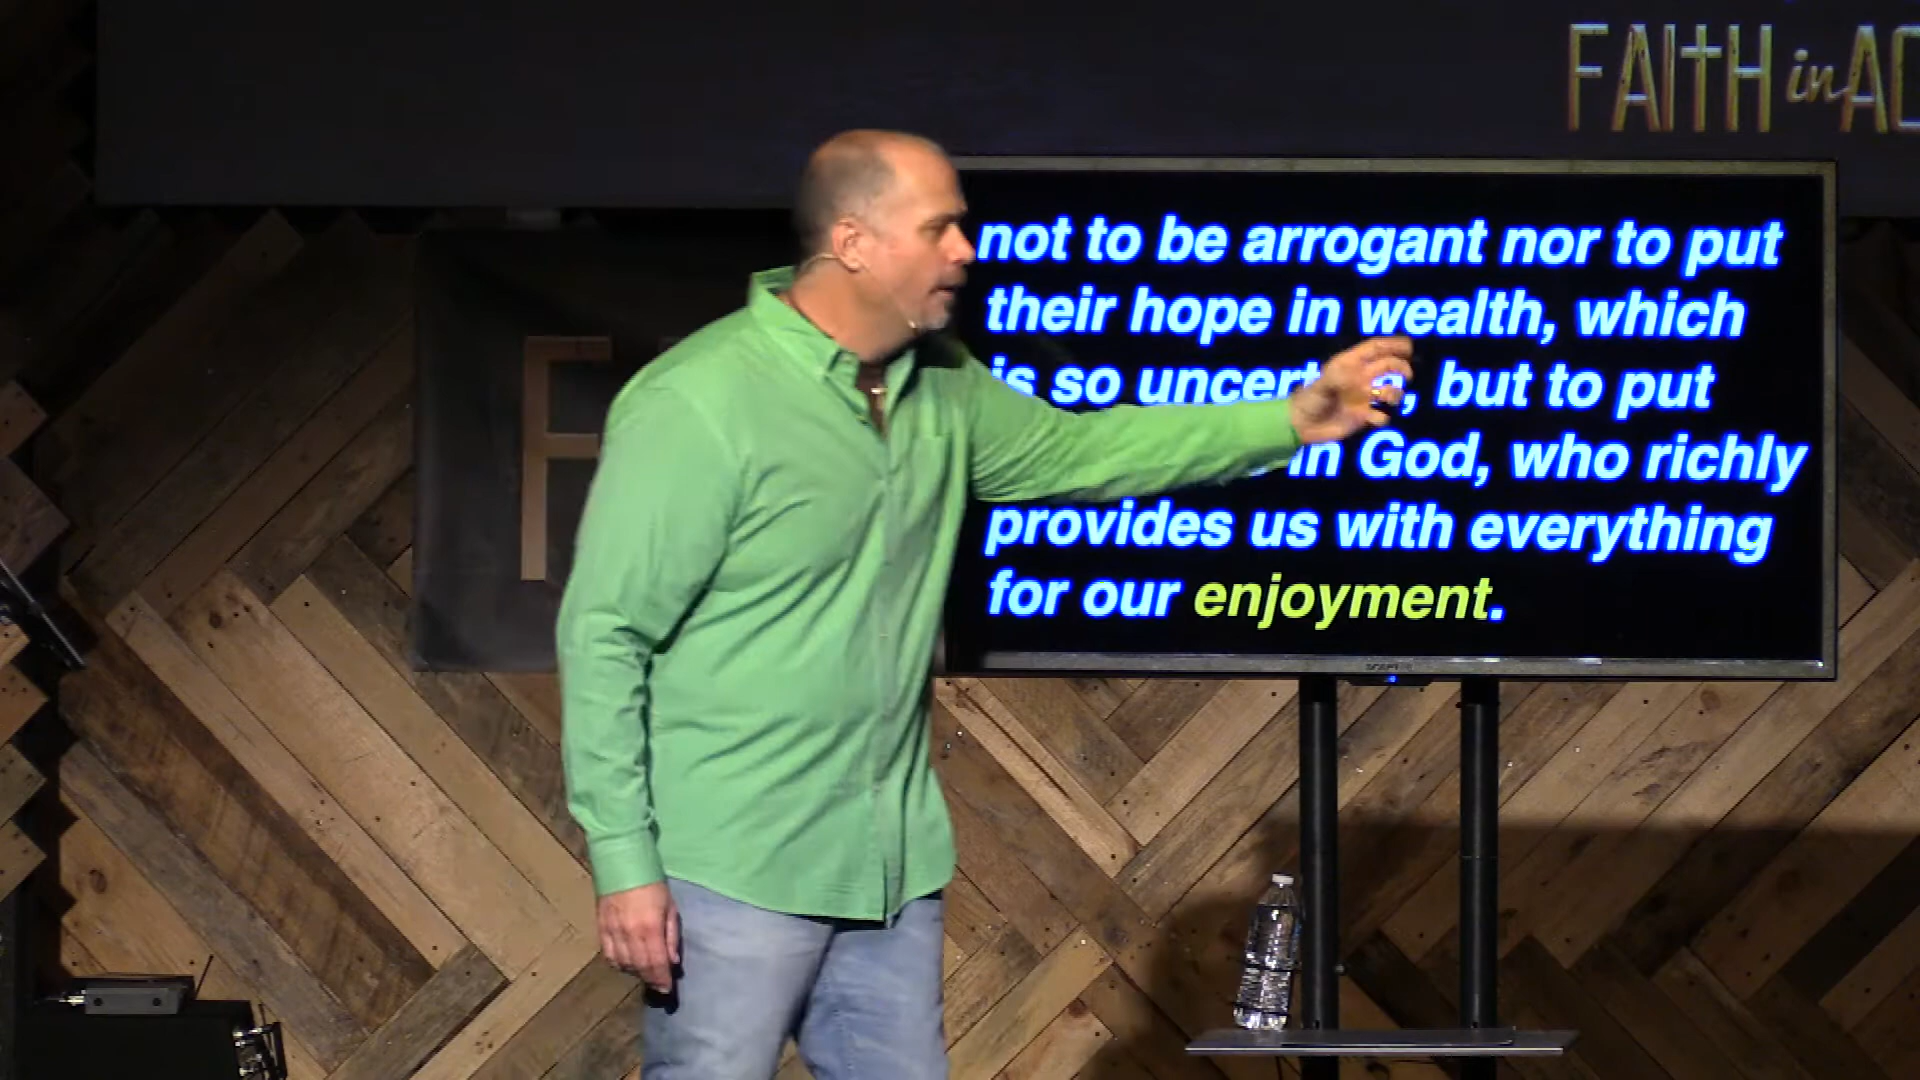 FAITH in AC
not to be arrogant nor to put
their hope in wealth, which
is so , but to put
in God, who richly
provides us with everything
for our enjoyment.
F